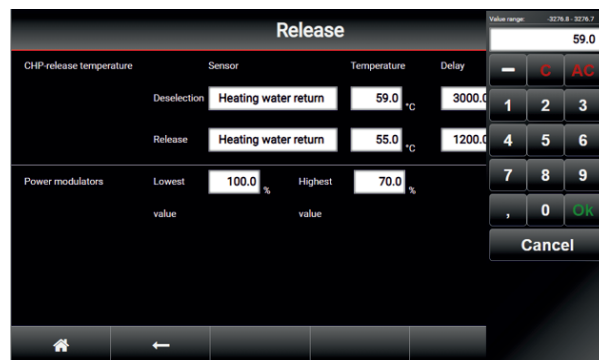 Release
Value range: -3276.8 - 3276.7
59.0
CHP-release temperature Sensor Temperature Delay
Deselection Heating water return 59.0 °C 3000.0
Release Heating water return 55.0 °C 1200.0
Power modulators Lowest value 100.0 % Highest value 70.0 %
− C AC
1 2 3
4 5 6
7 8 9
, 0 Ok
Cancel